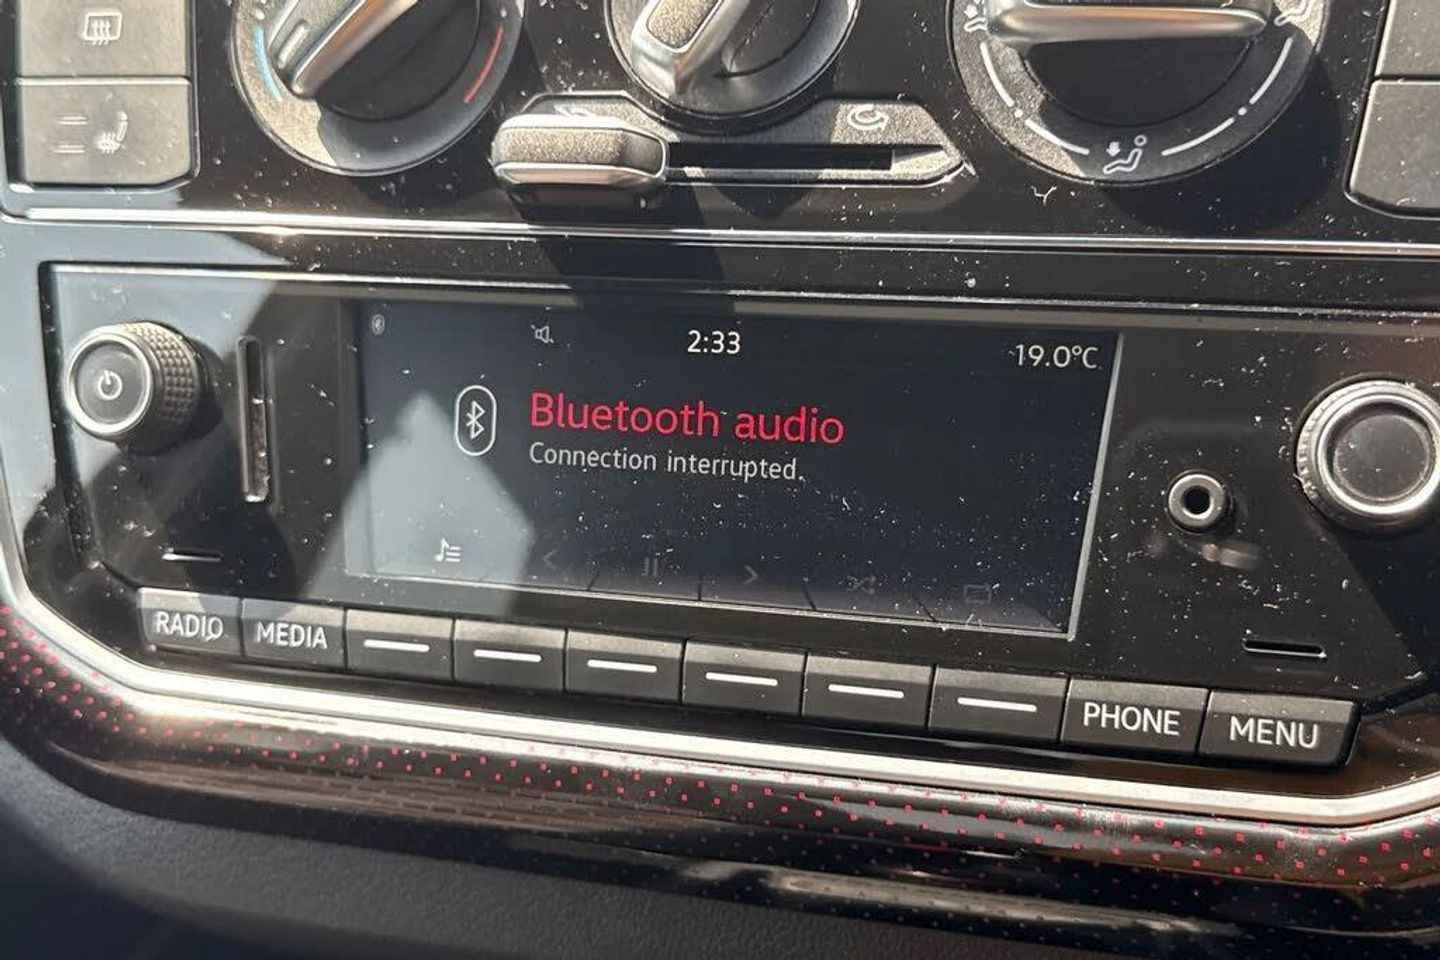 2:33
19.0°C
Bluetooth audio
Connection interrupted.
RADIO
MEDIA
PHONE
MENU